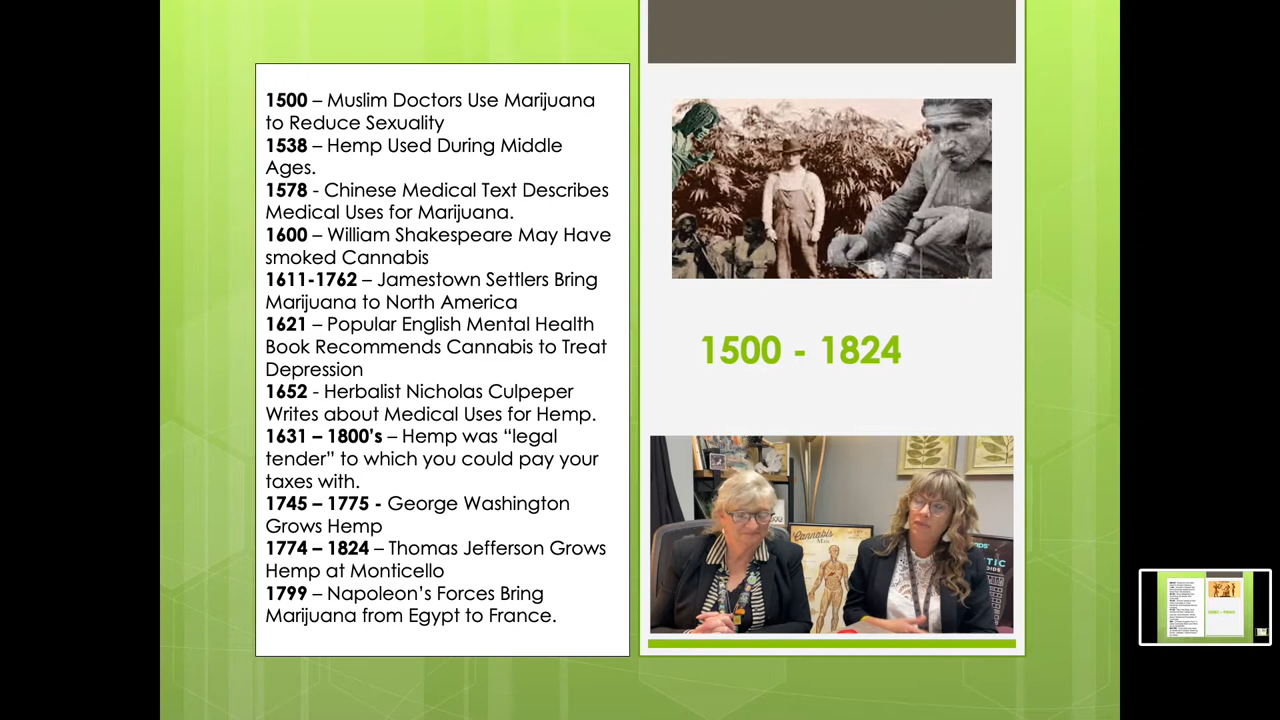 1500 – Muslim Doctors Use Marijuana
to Reduce Sexuality
1538 – Hemp Used During Middle
Ages.
1578 - Chinese Medical Text Describes
Medical Uses for Marijuana.
1600 – William Shakespeare May Have
smoked Cannabis
1611-1762 – Jamestown Settlers Bring
Marijuana to North America
1621 – Popular English Mental Health
Book Recommends Cannabis to Treat
Depression
1652 - Herbalist Nicholas Culpeper
Writes about Medical Uses for Hemp.
1631 – 1800’s – Hemp was “legal
tender” to which you could pay your
taxes with.
1745 – 1775 - George Washington
Grows Hemp
1774 – 1824 – Thomas Jefferson Grows
Hemp at Monticello
1799 – Napoleon’s Forces Bring
Marijuana from Egypt to France.
1500 - 1824
Cannabis